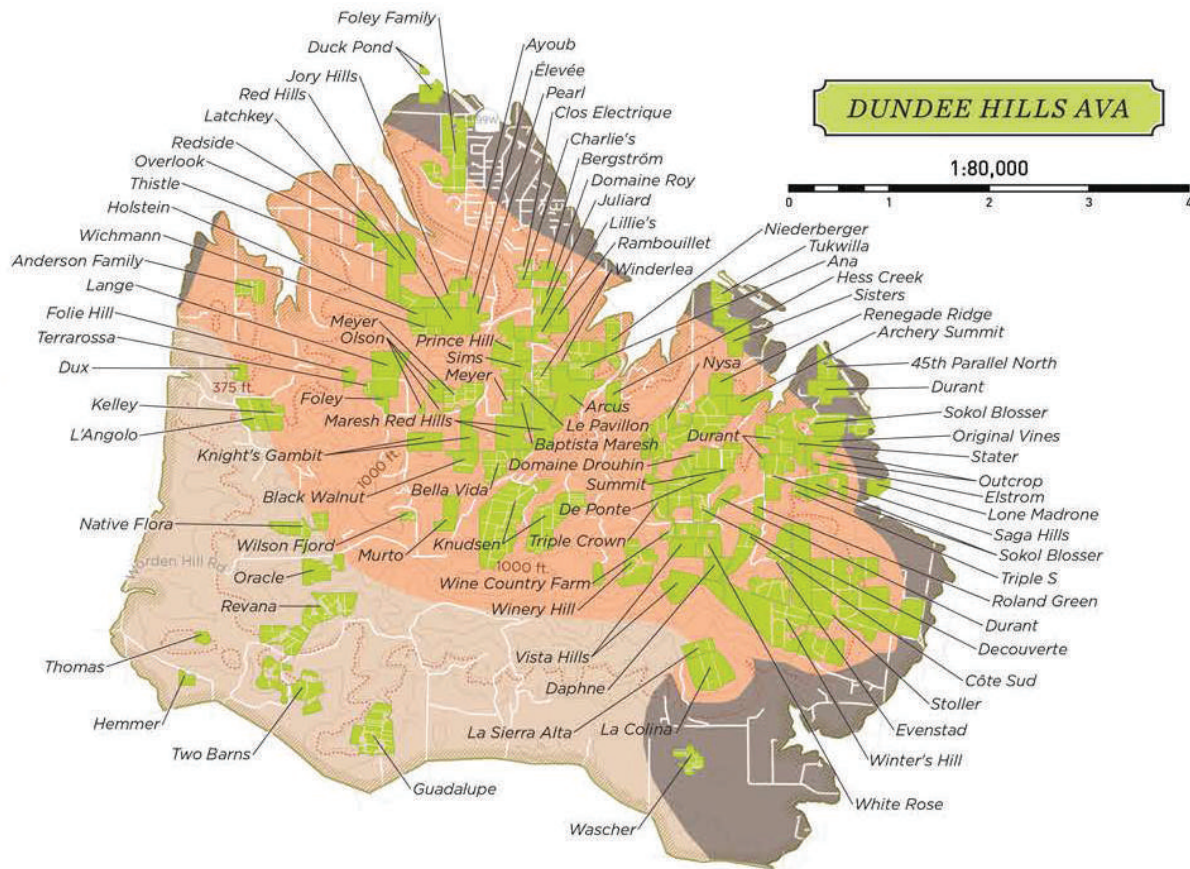 Foley Family
Duck Pond
Jory Hills
Red Hills
Latchkey
Redside
Overlook
Thistle
Holstein
Wichmann
Anderson Family
Lange
Folie Hill
Terrarossa
Dux
Kelley
L'Angolo
Ayoub
Élevée
Pearl
Clos Electrique
Charlie's
Bergström
Domaine Roy
Juliard
Lillie's
Rambouillet
Winderlea
99W
DUNDEE HILLS AVA
1:80,000
0 1 2 3 4
Niederberger
Tukwilla
Ana
Hess Creek
Sisters
Renegade Ridge
Archery Summit
45th Parallel North
Durant
Sokol Blosser
Original Vines
Stater
Outcrop
Elstrom
Lone Madrone
Saga Hills
Sokol Blosser
Triple S
Roland Green
Durant
Decouverte
Côte Sud
Stoller
Evenstad
Winter's Hill
White Rose
Meyer
Olson
Prince Hill
Sims
Meyer
375 ft.
Foley
Maresh Red Hills
Knight's Gambit
1000 ft.
Black Walnut
Bella Vida
Arcus
Le Pavillon
Baptista Maresh
Nysa
Durant
Domaine Drouhin
Summit
De Ponte
Native Flora
Wilson Fjord
Murto
Knudsen
Triple Crown
1000 ft.
Wine Country Farm
Winery Hill
Worden Hill Rd.
Oracle
Revana
Thomas
Hemmer
Two Barns
Guadalupe
Vista Hills
Daphne
La Sierra Alta
La Colina
Wascher